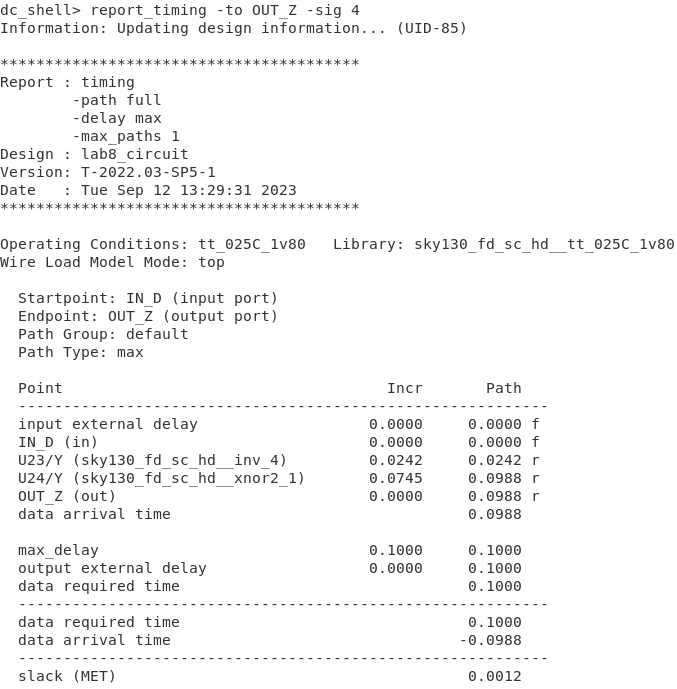 dc_shell> report_timing -to OUT_Z -sig 4
Information: Updating design information... (UID-85)
****************************************
Report : timing
        -path full
        -delay max
        -max_paths 1
Design : lab8_circuit
Version: T-2022.03-SP5-1
Date   : Tue Sep 12 13:29:31 2023
****************************************
Operating Conditions: tt_025C_1v80   Library: sky130_fd_sc_hd__tt_025C_1v80
Wire Load Model Mode: top
  Startpoint: IN_D (input port)
  Endpoint: OUT_Z (output port)
  Path Group: default
  Path Type: max
  Point                                    Incr       Path
  -----------------------------------------------------------
  input external delay                   0.0000     0.0000 f
  IN_D (in)                              0.0000     0.0000 f
  U23/Y (sky130_fd_sc_hd__inv_4)         0.0242     0.0242 r
  U24/Y (sky130_fd_sc_hd__xnor2_1)       0.0745     0.0988 r
  OUT_Z (out)                            0.0000     0.0988 r
  data arrival time                                 0.0988
  max_delay                              0.1000     0.1000
  output external delay                  0.0000     0.1000
  data required time                                0.1000
  -----------------------------------------------------------
  data required time                                0.1000
  data arrival time                                -0.0988
  -----------------------------------------------------------
  slack (MET)                                       0.0012